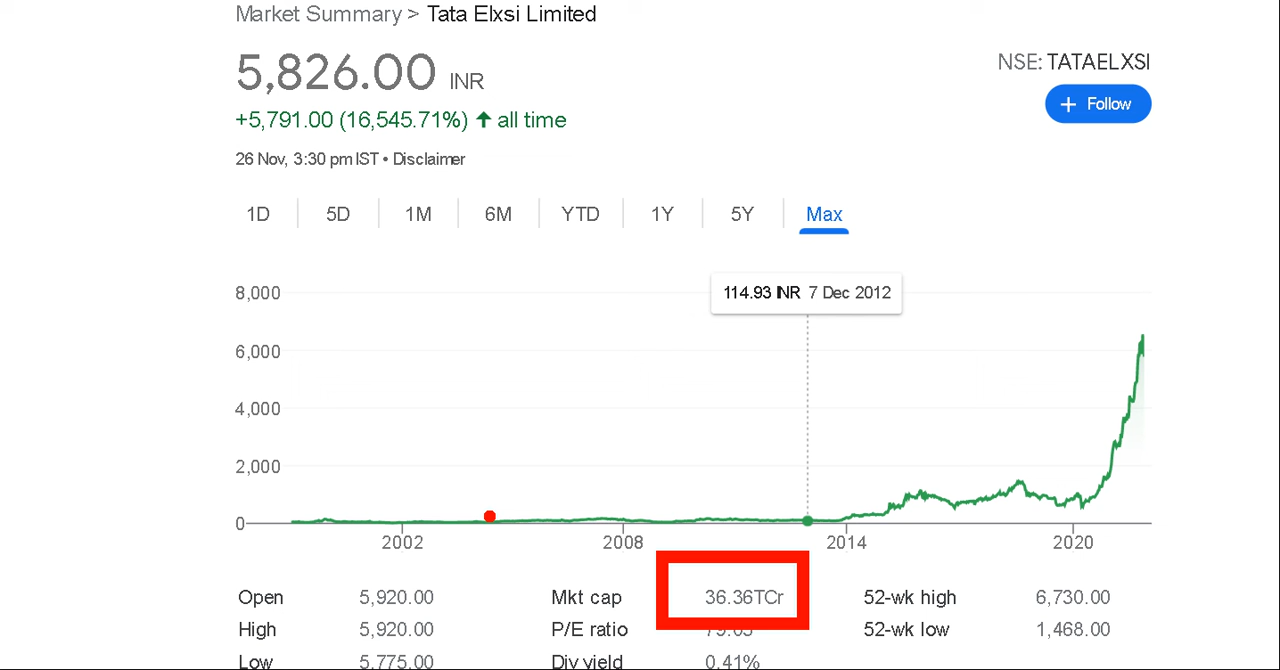 Market Summary > Tata Elxsi Limited
5,826.00 INR
NSE: TATAELXSI
+ Follow
+5,791.00 (16,545.71%) ↑ all time
26 Nov, 3:30 pm IST • Disclaimer
1D 5D 1M 6M YTD 1Y 5Y Max
114.93 INR 7 Dec 2012
8,000
6,000
4,000
2,000
0
2002 2008 2014 2020
Open 5,920.00 Mkt cap 36.36TCr 52-wk high 6,730.00
High 5,920.00 P/E ratio 52-wk low 1,468.00
Low 5,775.00 Div yield 0.41%